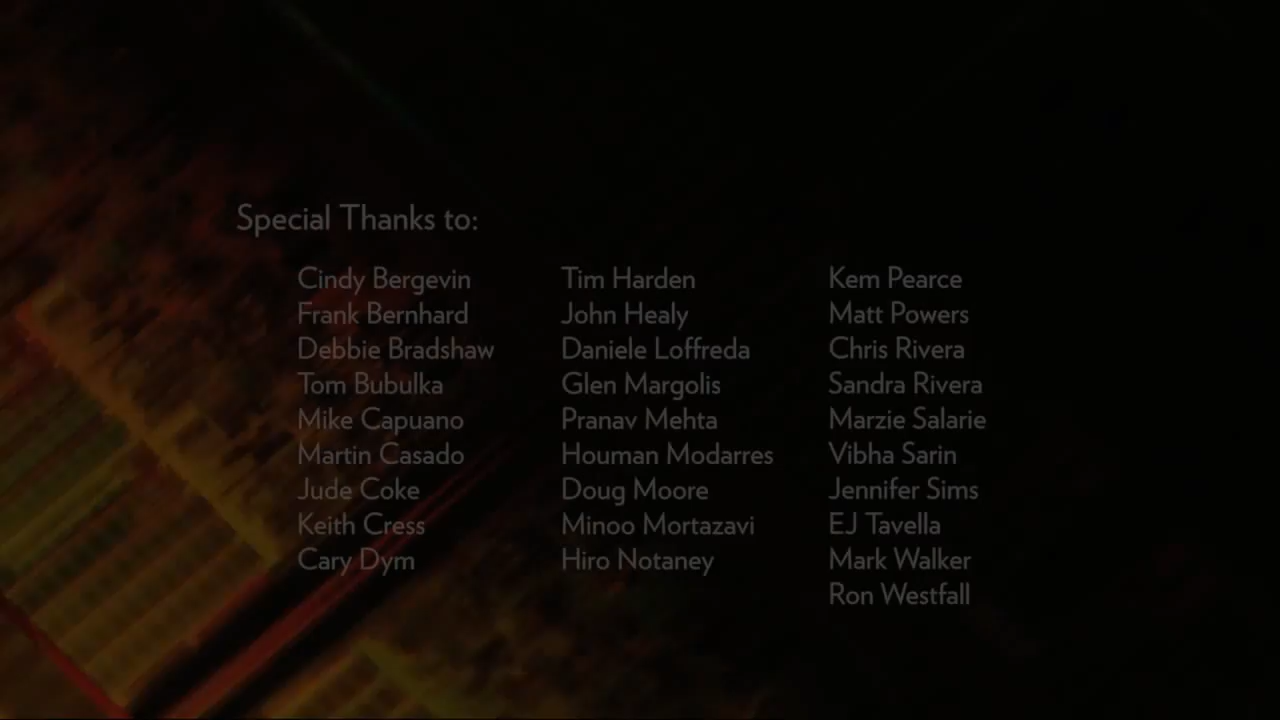 Special Thanks to:
Cindy Bergevin
Frank Bernhard
Debbie Bradshaw
Tom Bubulka
Mike Capuano
Martin Casado
Jude Coke
Keith Cress
Cary Dym
Tim Harden
John Healy
Daniele Loffreda
Glen Margolis
Pranav Mehta
Houman Modarres
Doug Moore
Minoo Mortazavi
Hiro Notaney
Kem Pearce
Matt Powers
Chris Rivera
Sandra Rivera
Marzie Salarie
Vibha Sarin
Jennifer Sims
EJ Tavella
Mark Walker
Ron Westfall